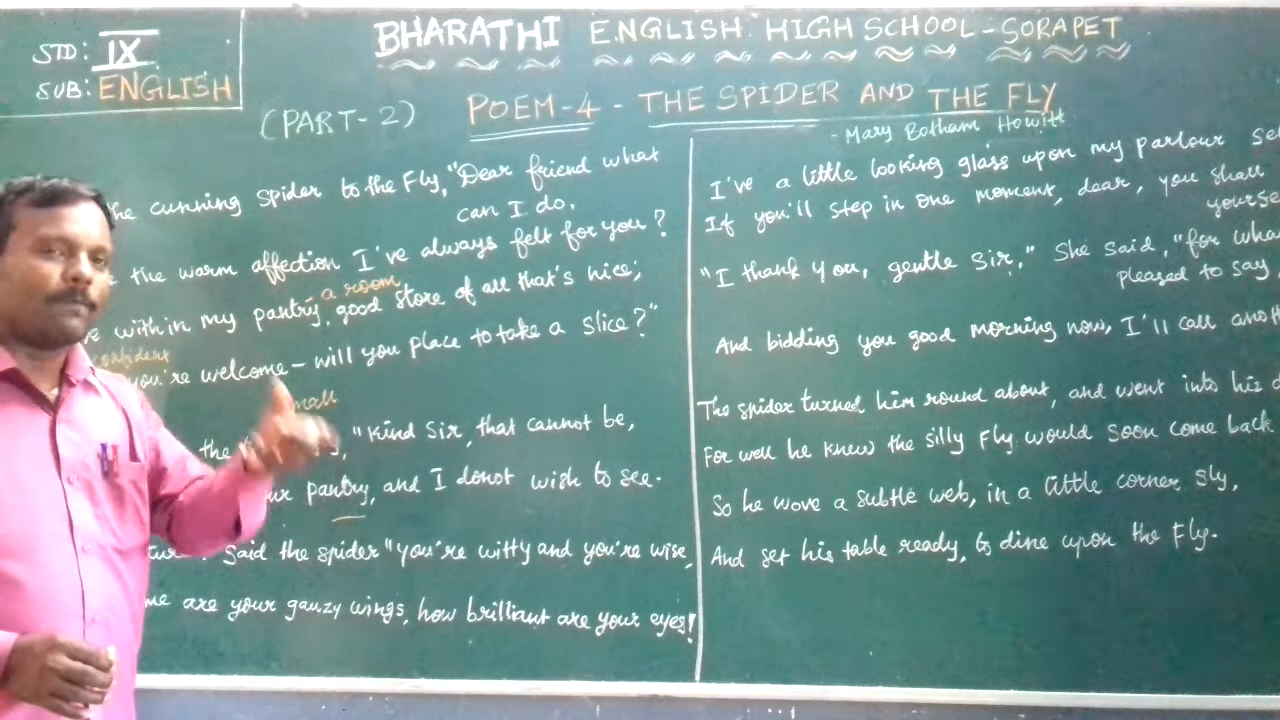 STD: IX
SUB: ENGLISH
BHARATHI ENGLISH HIGH SCHOOL - SORAPET
(PART-2)
POEM-4 - THE SPIDER AND THE FLY
- Mary Botham Howitt
he cunning spider to the Fly, "Dear friend what
can I do.
the warm affection I've always felt for you?
a room
within my pantry, good store of all that's nice;
confident
you're welcome - will you place to take a slice?"
mall
the "Kind Sir, that cannot be,
pantry, and I donot wish to see.
Said the spider "you're witty and you're wise,
me are your gauzy wings, how brilliant are your eyes!
I've a little looking glass upon my parlour
If you'll step in one moment, dear, you shall
"I thank you, gentle Sir," She Said, "for
pleased to say
And bidding you good morning now, I'll call
The spider turned him round about, and went into his
For well he knew the silly Fly would soon come back
So he wove a subtle web, in a little corner sly,
And set his table ready, to dine upon the Fly.